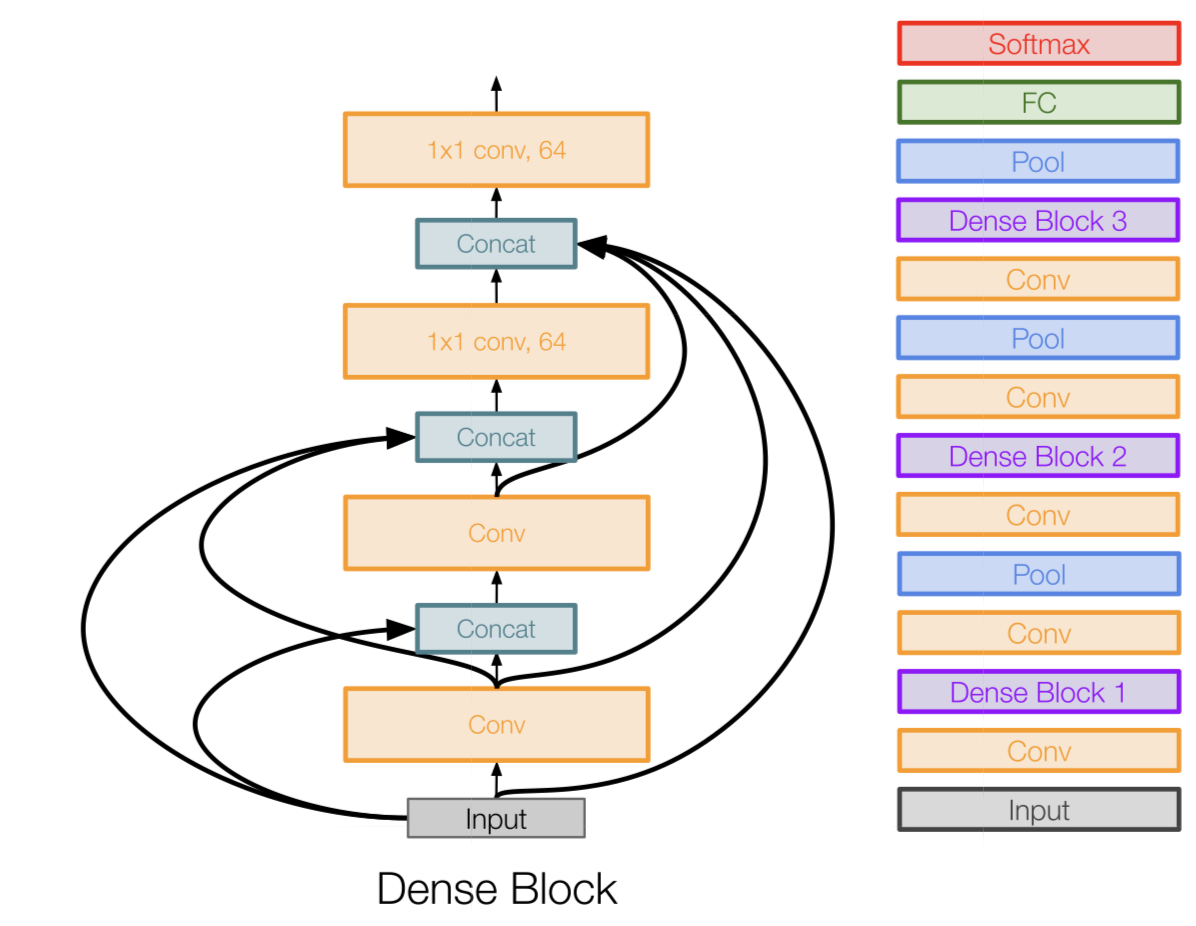 1x1 conv, 64
Concat
1x1 conv, 64
Concat
Conv
Concat
Conv
Input
Dense Block
Softmax
FC
Pool
Dense Block 3
Conv
Pool
Conv
Dense Block 2
Conv
Pool
Conv
Dense Block 1
Conv
Input